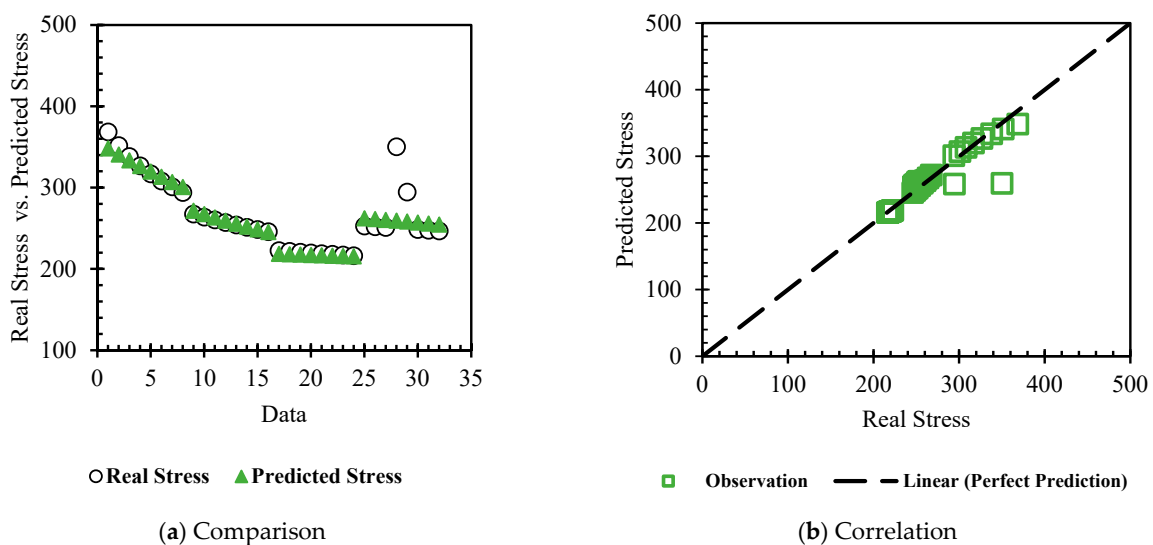 Real Stress vs. Predicted Stress
500
400
300
200
100
0 5 10 15 20 25 30 35
Data
Real Stress Predicted Stress
(a) Comparison
Predicted Stress
500
400
300
200
100
0
0 100 200 300 400 500
Real Stress
Observation Linear (Perfect Prediction)
(b) Correlation